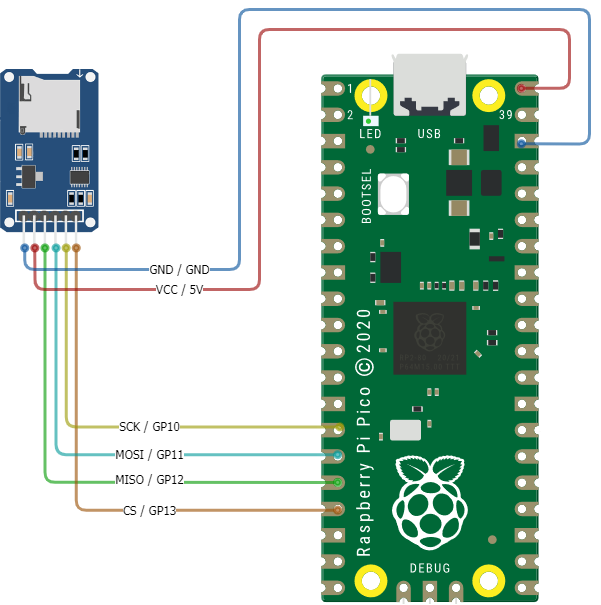 1
2
LED
USB
39
BOOTSEL
GND / GND
VCC / 5V
Raspberry Pi Pico © 2020
SCK / GP10
MOSI / GP11
MISO / GP12
CS / GP13
DEBUG